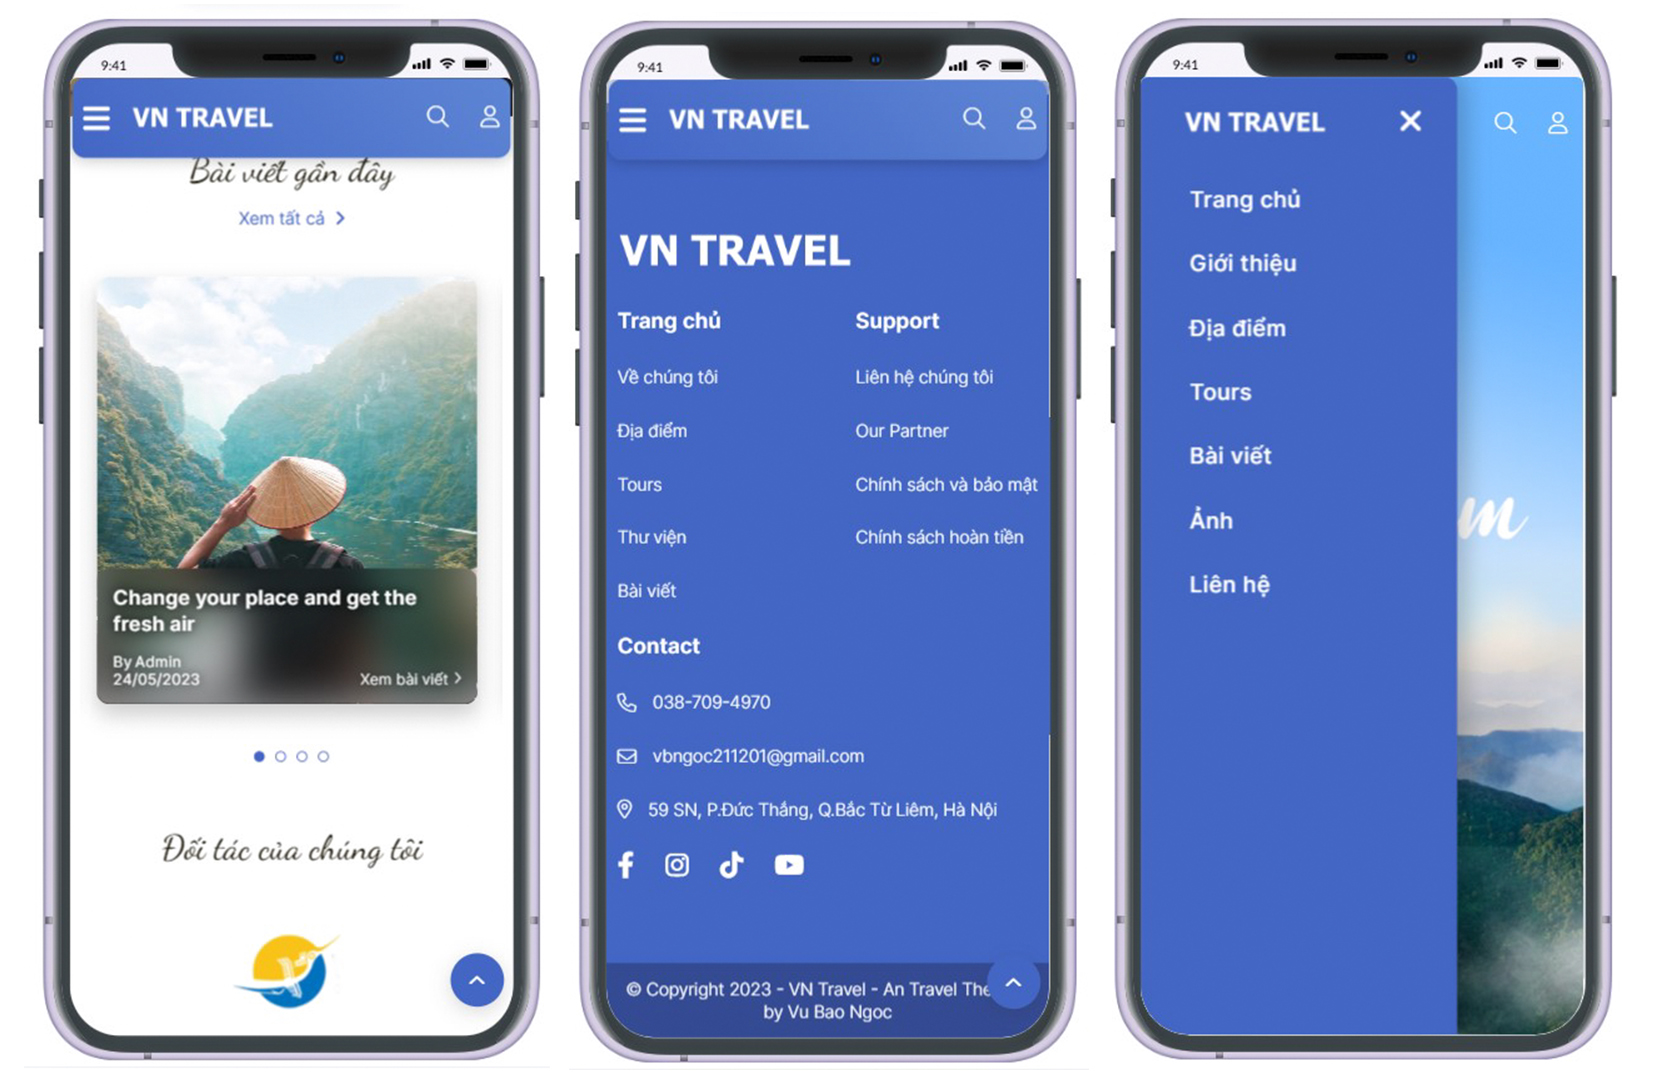 9:41
VN TRAVEL
Bài viết gần đây
Xem tất cả
Change your place and get the
fresh air
By Admin
24/05/2023
Xem bài viết
Đối tác của chúng tôi
9:41
VN TRAVEL
VN TRAVEL
Trang chủ
Về chúng tôi
Địa điểm
Tours
Thư viện
Bài viết
Support
Liên hệ chúng tôi
Our Partner
Chính sách và bảo mật
Chính sách hoàn tiền
Contact
038-709-4970
vbngoc211201@gmail.com
59 SN, P.Đức Thắng, Q.Bắc Từ Liêm, Hà Nội
© Copyright 2023 - VN Travel - An Travel The
by Vu Bao Ngoc
9:41
VN TRAVEL
Trang chủ
Giới thiệu
Địa điểm
Tours
Bài viết
Ảnh
Liên hệ
m